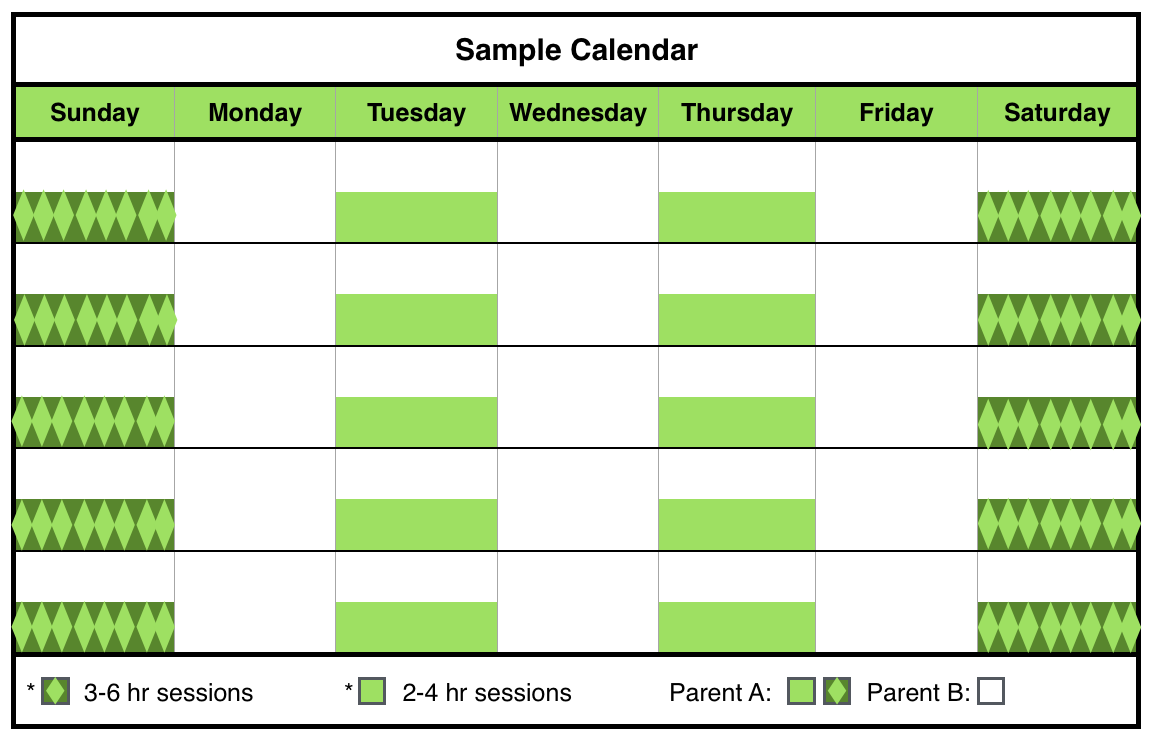 Sample Calendar
Sunday Monday Tuesday Wednesday Thursday Friday Saturday
* 3-6 hr sessions * 2-4 hr sessions Parent A: Parent B: